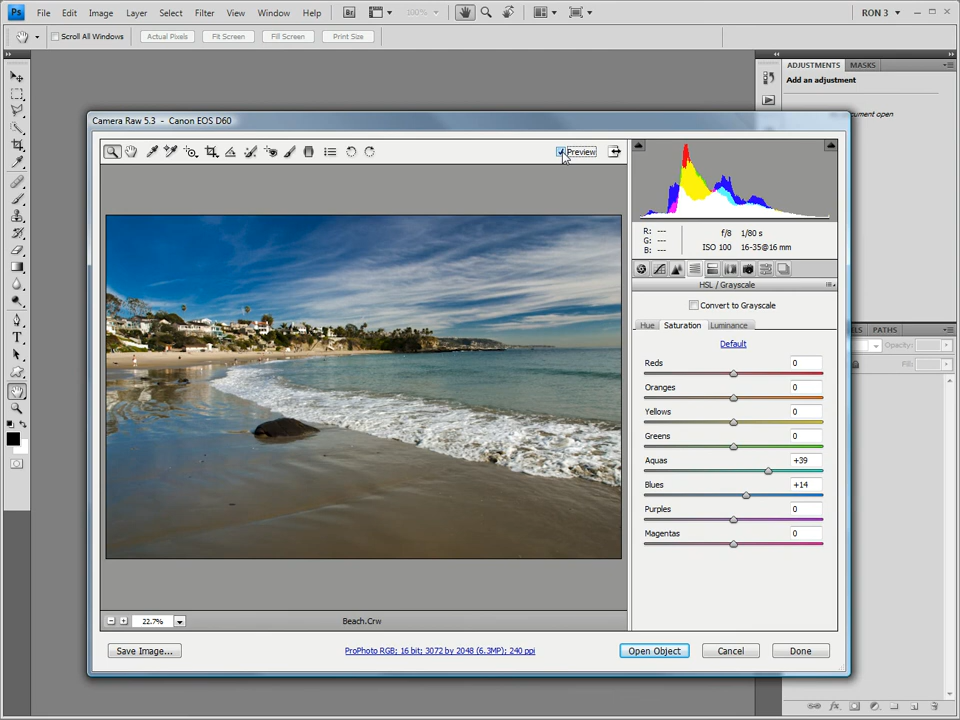 Ps File Edit Image Layer Select Filter View Window Help Br 100% RON 3
Scroll All Windows Actual Pixels Fit Screen Fill Screen Print Size
ADJUSTMENTS MASKS
Add an adjustment
document open
Camera Raw 5.3 - Canon EOS D60
Preview
R: ---
G: ---
B: ---
f/8 1/80 s
ISO 100 16-35@16 mm
HSL / Grayscale
Convert to Grayscale
Hue Saturation Luminance
Default
Reds 0
Oranges 0
Yellows 0
Greens 0
Aquas +39
Blues +14
Purples 0
Magentas 0
ELS PATHS
Opacity:
Fill:
22.7% Beach.Crw
Save Image... ProPhoto RGB; 16 bit; 3072 by 2048 (6.3MP); 240 ppi Open Object Cancel Done